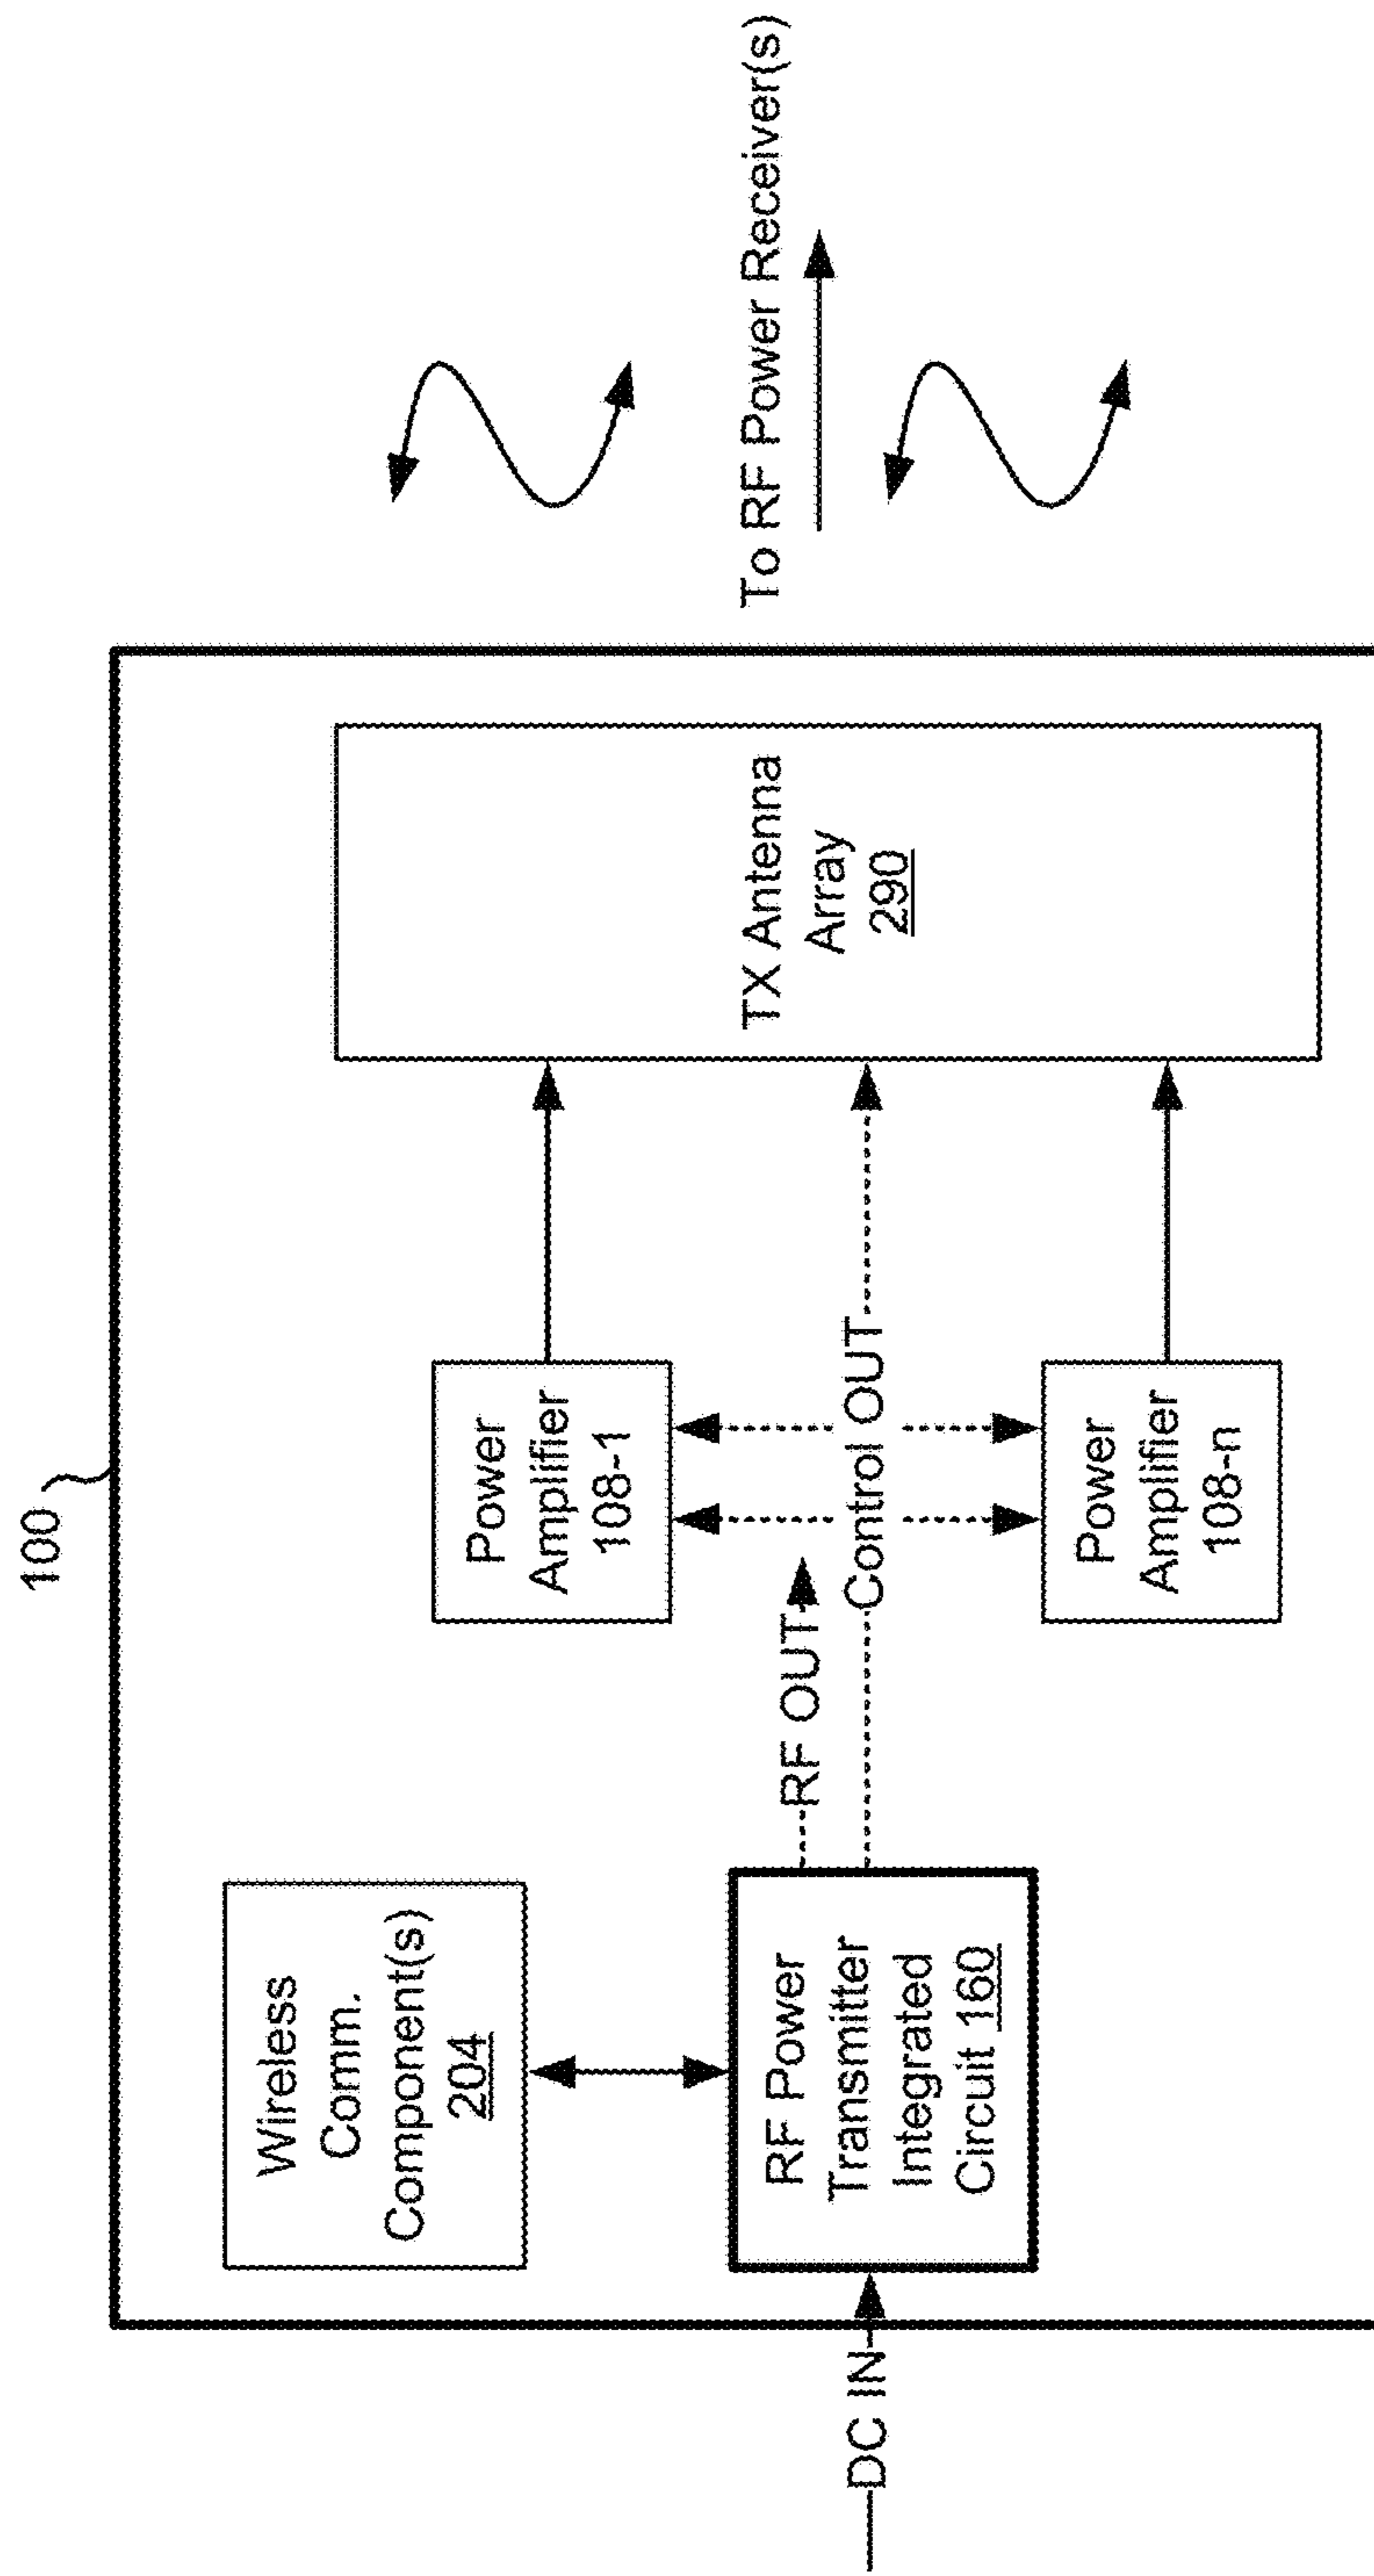 100
Wireless
Comm.
Component(s)
204
DC IN
RF Power
Transmitter
Integrated
Circuit 160
RF OUT
Control OUT
Power
Amplifier
108-1
Power
Amplifier
108-n
TX Antenna
Array
290
To RF Power Receiver(s)